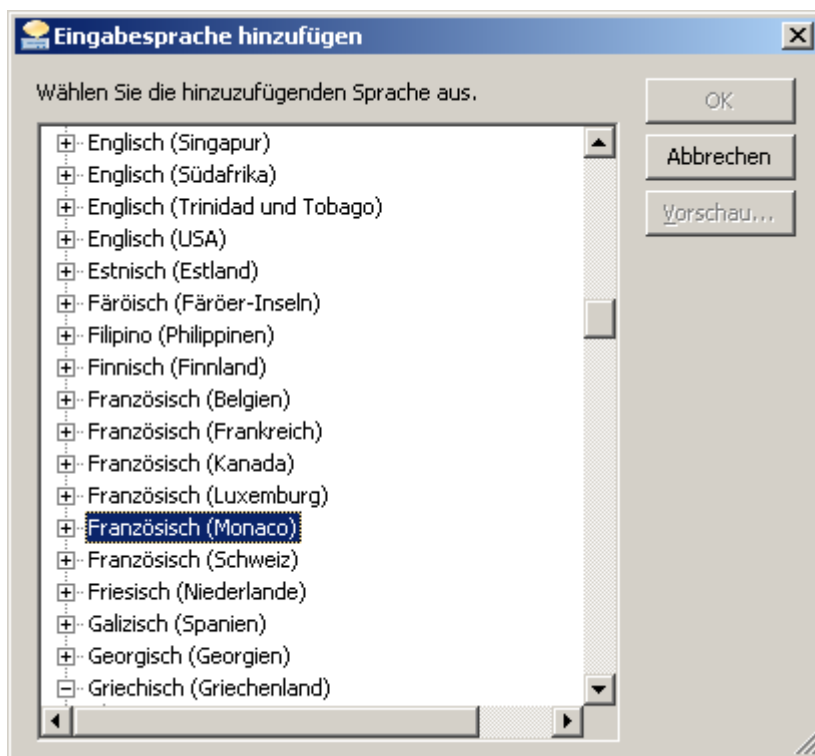 Eingabesprache hinzufügen
Wählen Sie die hinzuzufügenden Sprache aus.
Englisch (Singapur)
Englisch (Südafrika)
Englisch (Trinidad und Tobago)
Englisch (USA)
Estnisch (Estland)
Färöisch (Färöer-Inseln)
Filipino (Philippinen)
Finnisch (Finnland)
Französisch (Belgien)
Französisch (Frankreich)
Französisch (Kanada)
Französisch (Luxemburg)
Französisch (Monaco)
Französisch (Schweiz)
Friesisch (Niederlande)
Galizisch (Spanien)
Georgisch (Georgien)
Griechisch (Griechenland)
OK
Abbrechen
Vorschau...